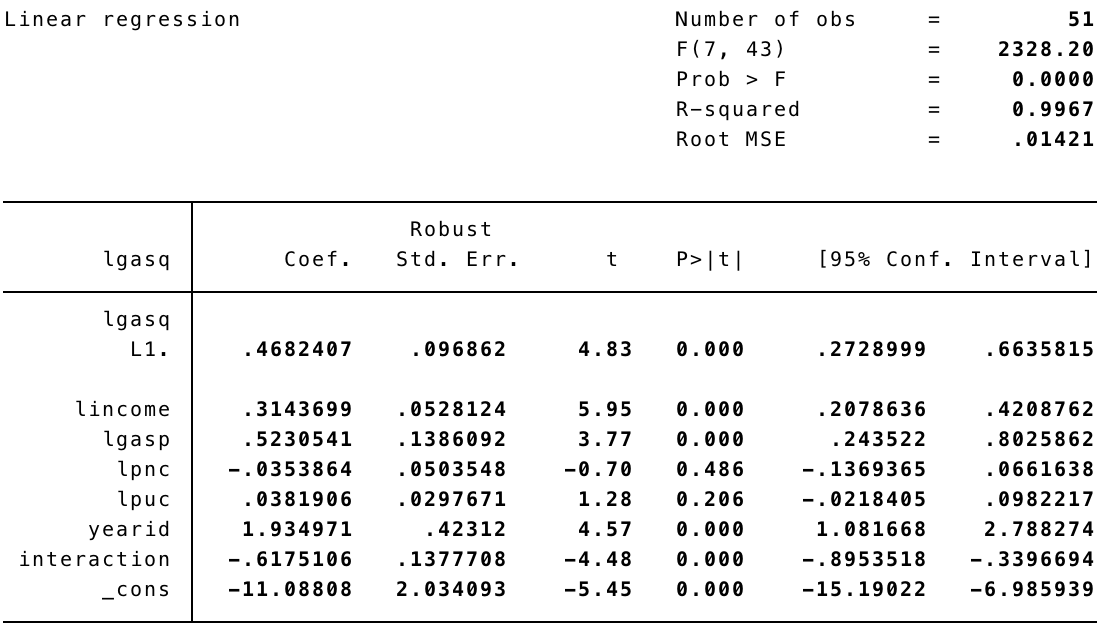 Linear regression Number of obs = 51
F(7, 43) = 2328.20
Prob > F = 0.0000
R-squared = 0.9967
Root MSE = .01421
Robust
lgasq Coef. Std. Err. t P>|t| [95% Conf. Interval]
lgasq
L1. .4682407 .096862 4.83 0.000 .2728999 .6635815
lincome .3143699 .0528124 5.95 0.000 .2078636 .4208762
lgasp .5230541 .1386092 3.77 0.000 .243522 .8025862
lpnc -.0353864 .0503548 -0.70 0.486 -.1369365 .0661638
lpuc .0381906 .0297671 1.28 0.206 -.0218405 .0982217
yearid 1.934971 .42312 4.57 0.000 1.081668 2.788274
interaction -.6175106 .1377708 -4.48 0.000 -.8953518 -.3396694
_cons -11.08808 2.034093 -5.45 0.000 -15.19022 -6.985939